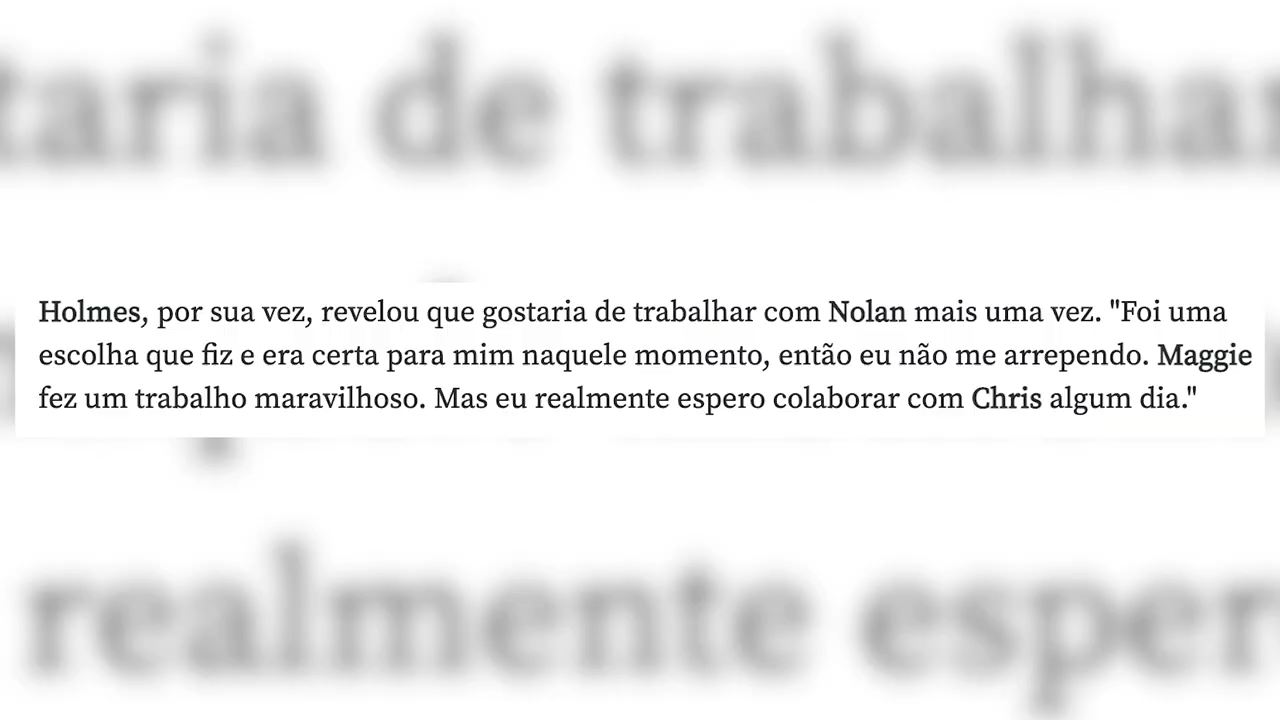 taria de trabalhar
Holmes, por sua vez, revelou que gostaria de trabalhar com Nolan mais uma vez. "Foi uma
escolha que fiz e era certa para mim naquele momento, então eu não me arrependo. Maggie
fez um trabalho maravilhoso. Mas eu realmente espero colaborar com Chris algum dia."
realmente esper